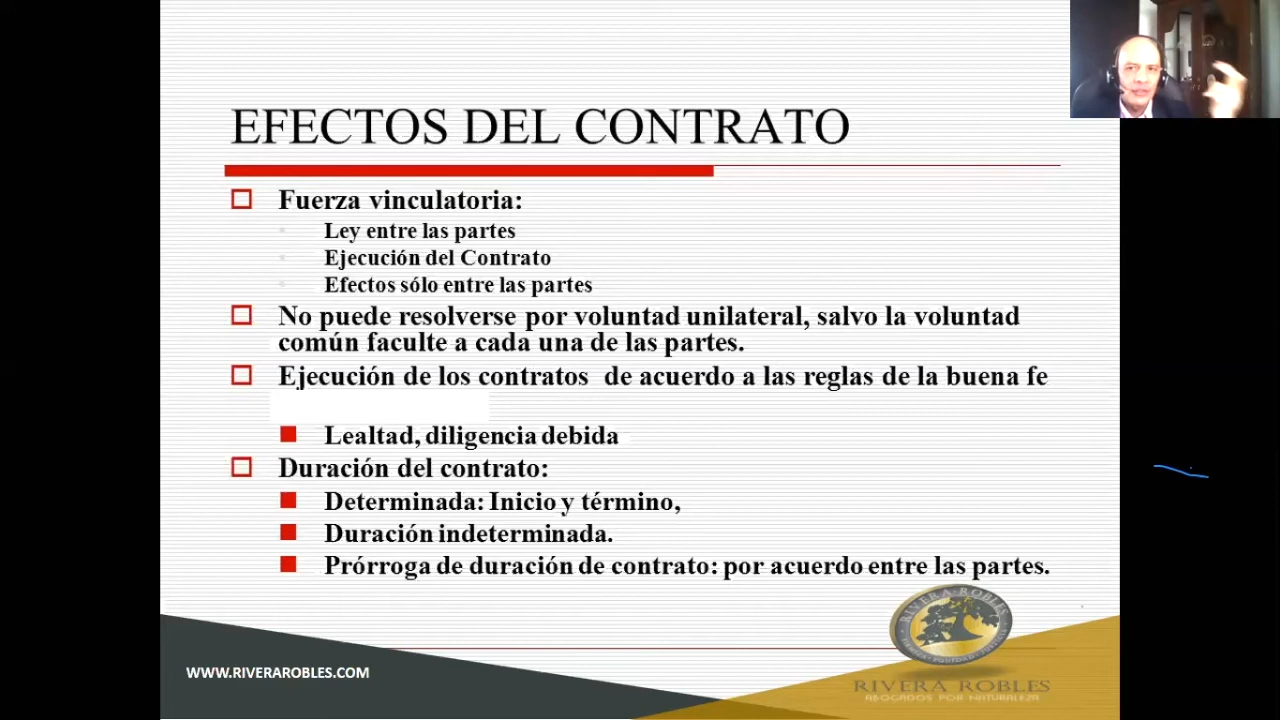 EFECTOS DEL CONTRATO
Fuerza vinculatoria:
Ley entre las partes
Ejecución del Contrato
Efectos sólo entre las partes
No puede resolverse por voluntad unilateral, salvo la voluntad
común faculte a cada una de las partes.
Ejecución de los contratos de acuerdo a las reglas de la buena fe
Lealtad, diligencia debida
Duración del contrato:
Determinada: Inicio y término,
Duración indeterminada.
Prórroga de duración de contrato: por acuerdo entre las partes.
RIVERA ROBLES
WWW.RIVERAROBLES.COM
RIVERA ROBLES
ABOGADOS POR NATURALEZA